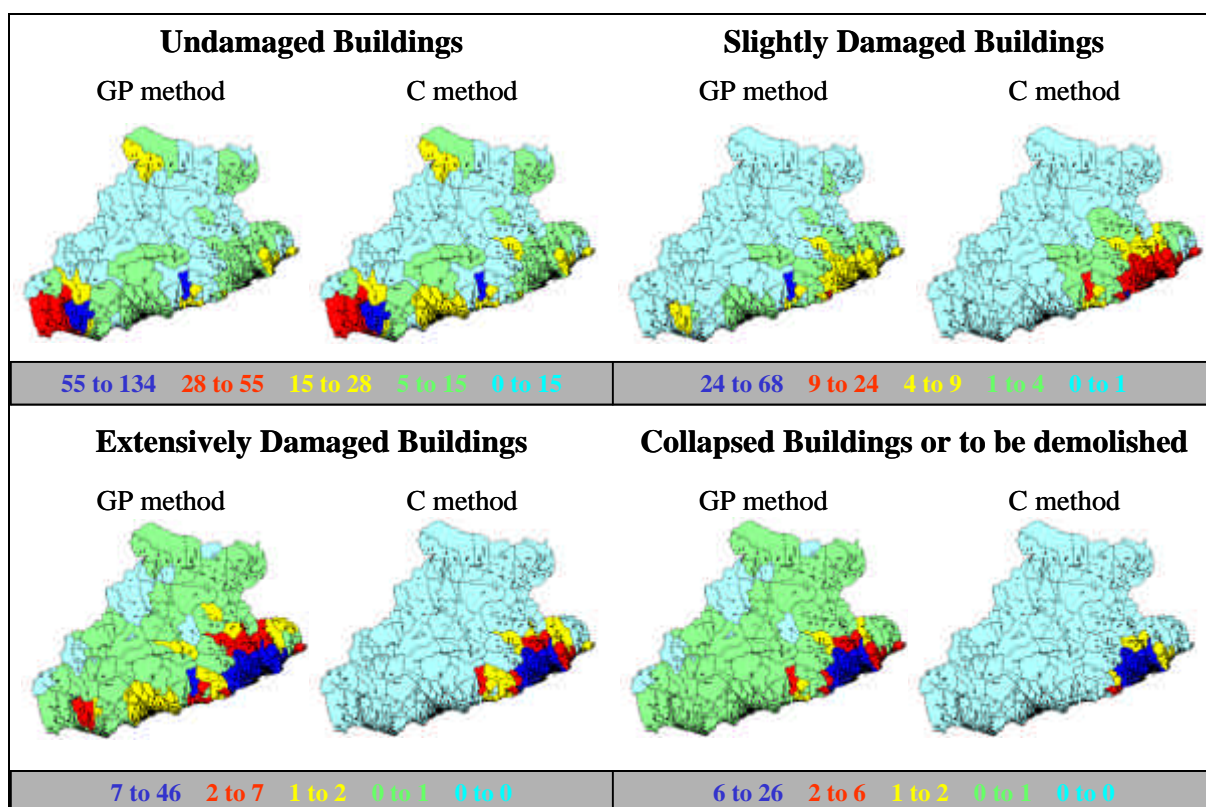 Undamaged Buildings
GP method
C method
55 to 134 28 to 55 15 to 28 5 to 15 0 to 15
Slightly Damaged Buildings
GP method
C method
24 to 68 9 to 24 4 to 9 1 to 4 0 to 1
Extensively Damaged Buildings
GP method
C method
7 to 46 2 to 7 1 to 2 0 to 1 0 to 0
Collapsed Buildings or to be demolished
GP method
C method
6 to 26 2 to 6 1 to 2 0 to 1 0 to 0